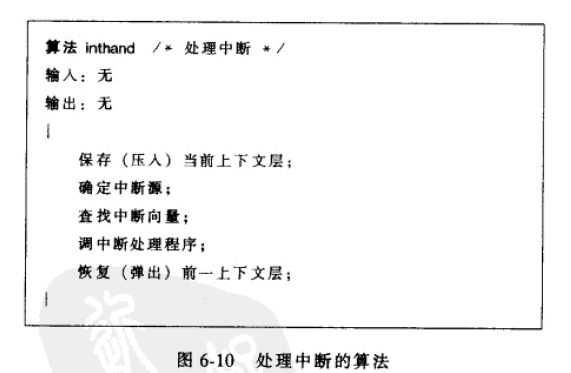 算法 inthand /* 处理中断 */
输入：无
输出：无
{
保存（压入）当前上下文层；
确定中断源；
查找中断向量；
调中断处理程序；
恢复（弹出）前一上下文层；
}
图 6-10 处理中断的算法